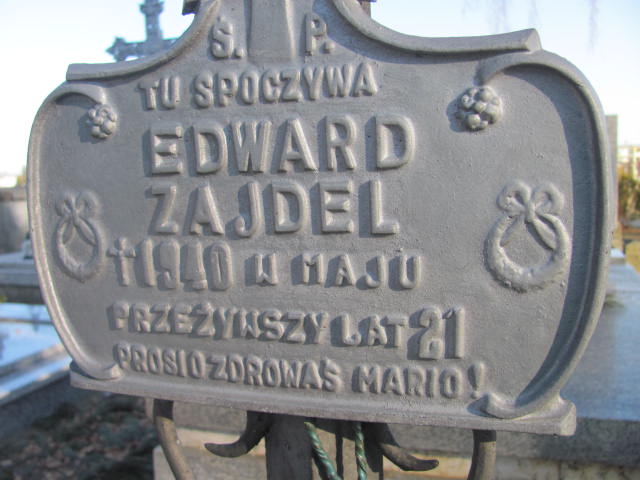 Ś. P.
TU SPOCZYWA
EDWARD
ZAJDEL
† 1940 W MAJU
PRZEŻYWSZY LAT 21
PROSI O ZDROWAŚ MARIO!